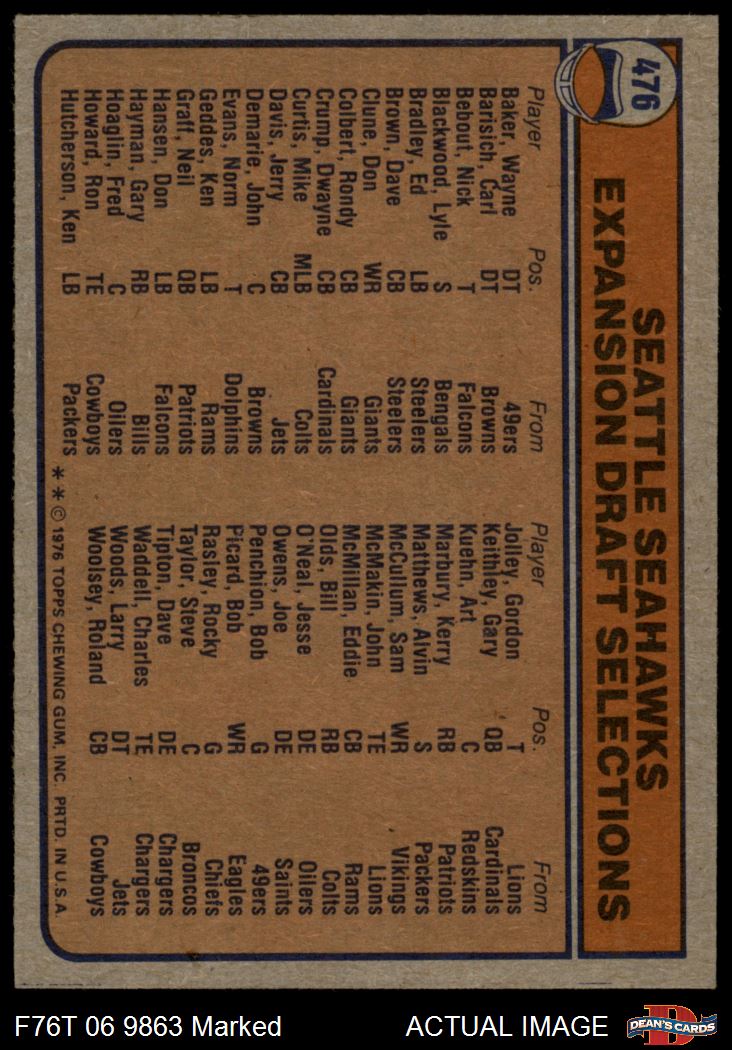 476
SEATTLE SEAHAWKS
EXPANSION DRAFT SELECTIONS
Player Pos. From
Baker, Wayne DT 49ers
Barisich, Carl DT Browns
Bebout, Nick T Falcons
Blackwood, Lyle S Bengals
Bradley, Ed LB Steelers
Brown, Dave CB Steelers
Clune, Don WR Giants
Colbert, Rondy CB Giants
Crump, Dwayne CB Cardinals
Curtis, Mike MLB Colts
Davis, Jerry CB Jets
Demarie, John C Browns
Evans, Norm T Dolphins
Geddes, Ken LB Rams
Graff, Neil QB Patriots
Hansen, Don LB Falcons
Hayman, Gary RB Bills
Hoaglin, Fred C Oilers
Howard, Ron TE Cowboys
Hutcherson, Ken LB Packers
Player Pos. From
Jolley, Gordon T Lions
Keithley, Gary QB Cardinals
Kuehn, Art C Redskins
Marbury, Kerry RB Patriots
Matthews, Alvin S Packers
McCullum, Sam WR Vikings
McMakin, John TE Lions
McMillan, Eddie CB Rams
Olds, Bill RB Colts
O'Neal, Jesse DE Oilers
Owens, Joe DE Saints
Penchion, Bob G 49ers
Picard, Bob WR Eagles
Rasley, Rocky G Chiefs
Taylor, Steve C Broncos
Tipton, Dave DE Chargers
Waddell, Charles TE Chargers
Woods, Larry DT Jets
Woolsey, Roland CB Cowboys
* * © 1976 TOPPS CHEWING GUM, INC. PRTD. IN U.S.A.
F76T 06 9863 Marked ACTUAL IMAGE
D
DEAN'S CARDS